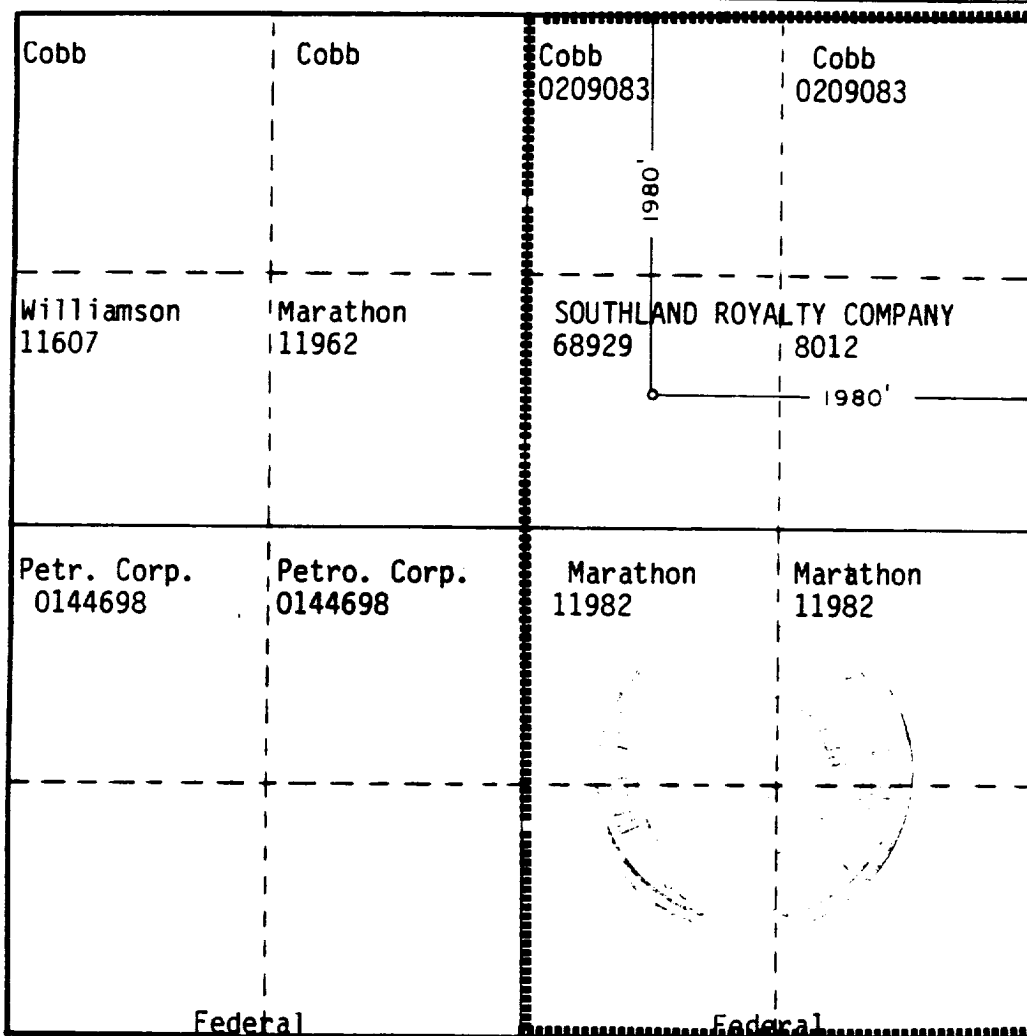 Cobb
Cobb
Cobb
0209083
Cobb
0209083
1980'
Williamson
11607
Marathon
11962
SOUTHLAND ROYALTY COMPANY
68929
8012
1980'
Petr. Corp.
0144698
Petro. Corp.
0144698
Marathon
11982
Marathon
11982
Federal
Federal